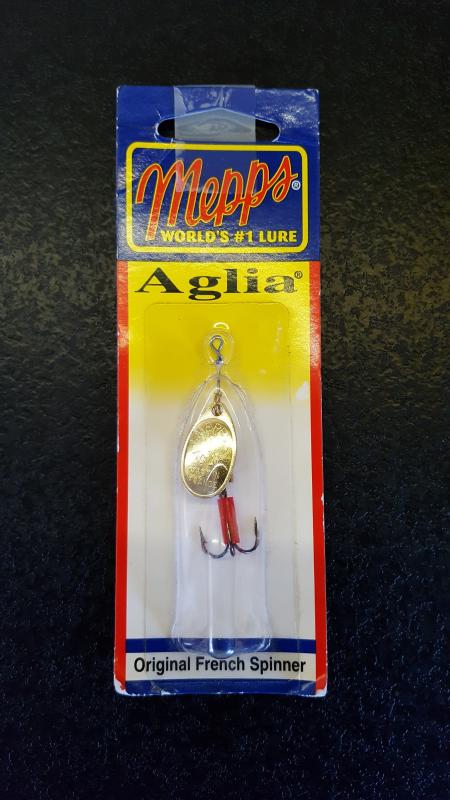 Mepps®
WORLD'S #1 LURE
Aglia®
Original French Spinner